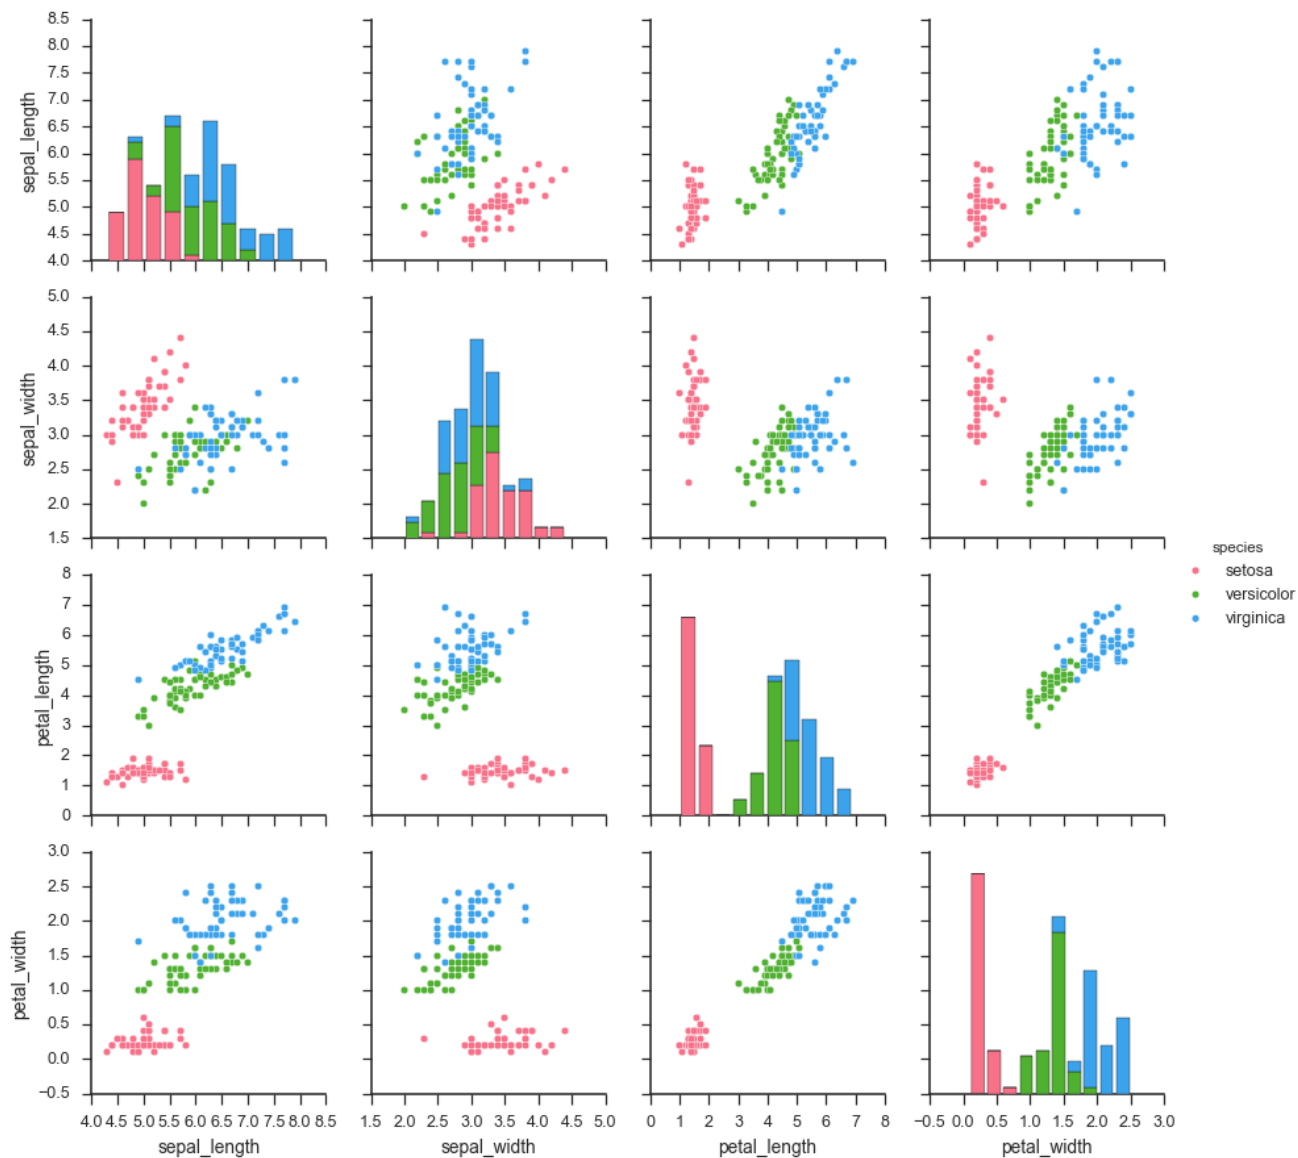 8.5
8.0
7.5
7.0
6.5
6.0
5.5
5.0
4.5
4.0
sepal_length
5.0
4.5
4.0
3.5
3.0
2.5
2.0
1.5
sepal_width
species
setosa
versicolor
virginica
8
7
6
5
4
3
2
1
0
petal_length
3.0
2.5
2.0
1.5
1.0
0.5
0.0
−0.5
petal_width
4.0 4.5 5.0 5.5 6.0 6.5 7.0 7.5 8.0 8.5
sepal_length
1.5 2.0 2.5 3.0 3.5 4.0 4.5 5.0
sepal_width
0 1 2 3 4 5 6 7 8
petal_length
−0.5 0.0 0.5 1.0 1.5 2.0 2.5 3.0
petal_width